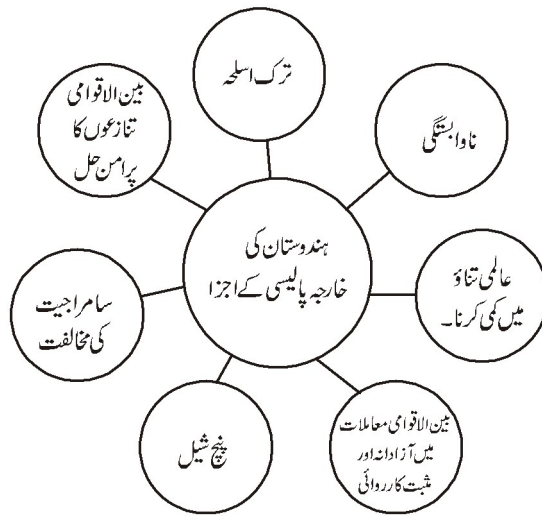 ترک اسلحہ
ناوابستگی
عالمی تناؤ
میں کمی کرنا۔
بین الاقوامی معاملات
میں آزادانہ اور
مثبت کارروائی
پنچ شیل
سامراجیت
کی مخالفت
بین الاقوامی
تنازعوں کا
پرامن حل
ہندوستان کی
خارجہ پالیسی کے اجزا